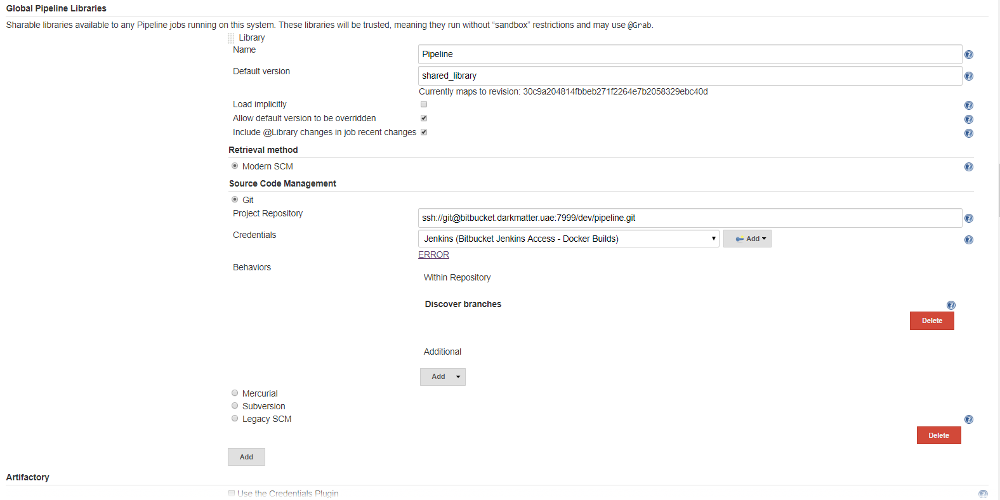 Global Pipeline Libraries
Sharable libraries available to any Pipeline jobs running on this system. These libraries will be trusted, meaning they run without “sandbox” restrictions and may use @Grab.
Library
Name
Pipeline
Default version
shared_library
Currently maps to revision: 30c9a204814fbbeb271f2264e7b2058329ebc40d
Load implicitly
Allow default version to be overridden
Include @Library changes in job recent changes
Retrieval method
Modern SCM
Source Code Management
Git
Project Repository
ssh://git@bitbucket.darkmatter.uae:7999/dev/pipeline.git
Credentials
Jenkins (Bitbucket Jenkins Access - Docker Builds)
Add
ERROR
Behaviors
Within Repository
Discover branches
Delete
Additional
Add
Mercurial
Subversion
Legacy SCM
Delete
Add
Artifactory
Use the Credentials Plugin